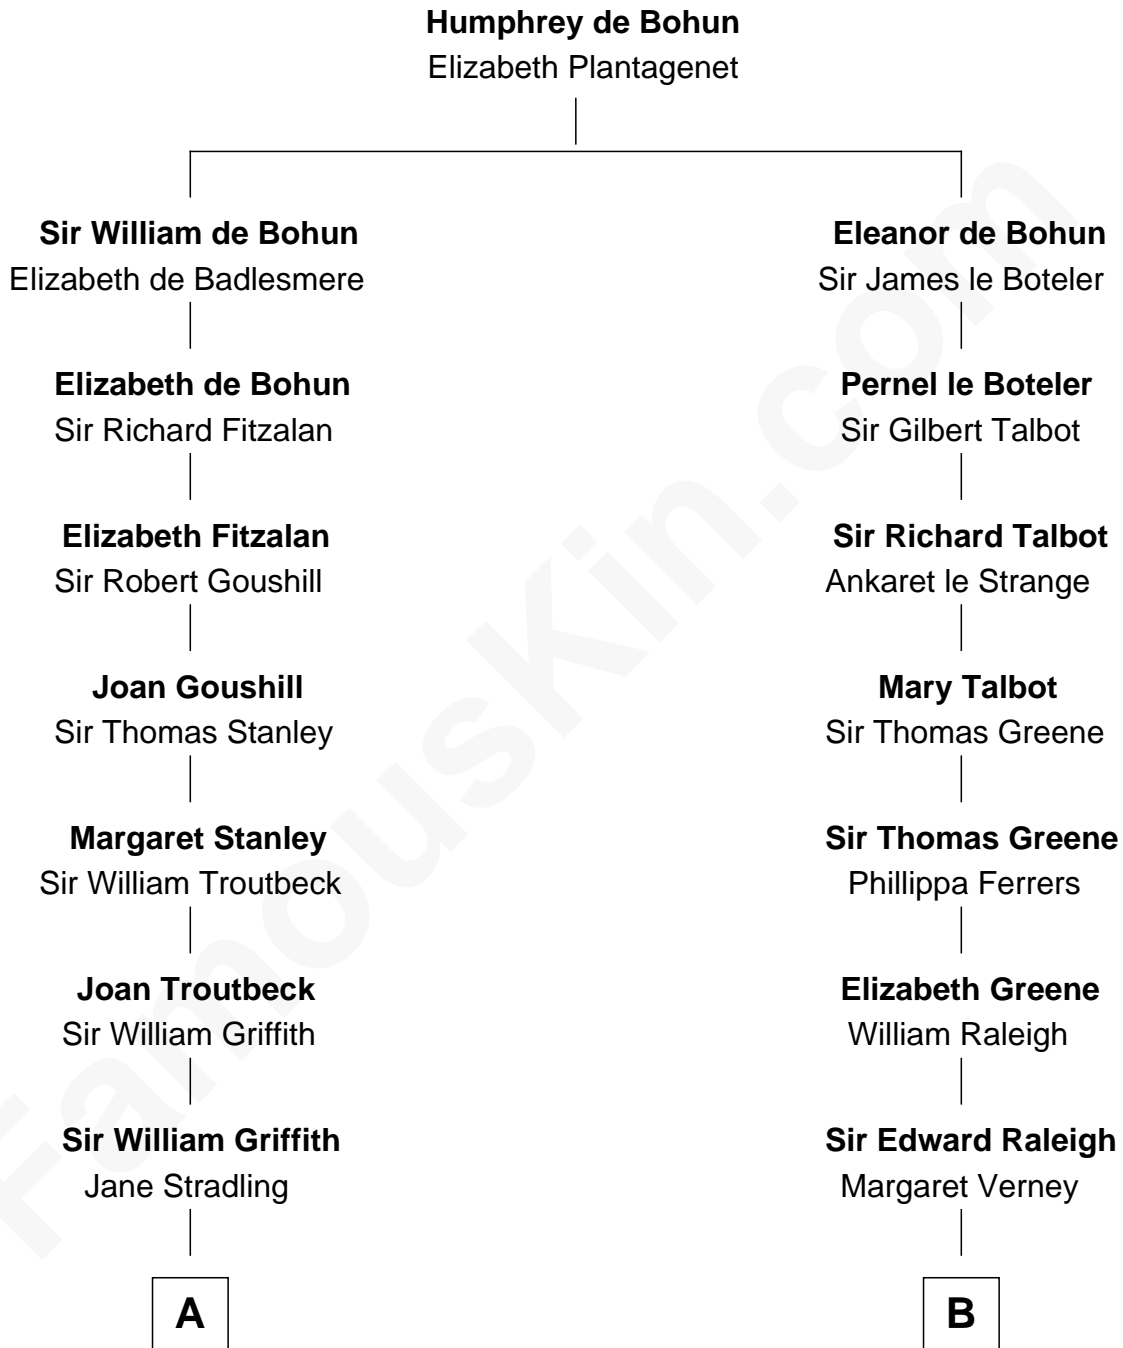 Humphrey de Bohun
Elizabeth Plantagenet
Sir William de Bohun
Elizabeth de Badlesmere
Eleanor de Bohun
Sir James le Boteler
Elizabeth de Bohun
Sir Richard Fitzalan
Pernel le Boteler
Sir Gilbert Talbot
Elizabeth Fitzalan
Sir Robert Goushill
Sir Richard Talbot
Ankaret le Strange
Joan Goushill
Sir Thomas Stanley
Mary Talbot
Sir Thomas Greene
Margaret Stanley
Sir William Troutbeck
Sir Thomas Greene
Phillippa Ferrers
Joan Troutbeck
Sir William Griffith
Elizabeth Greene
William Raleigh
Sir William Griffith
Jane Stradling
Sir Edward Raleigh
Margaret Verney
A
B
FamousKin.com